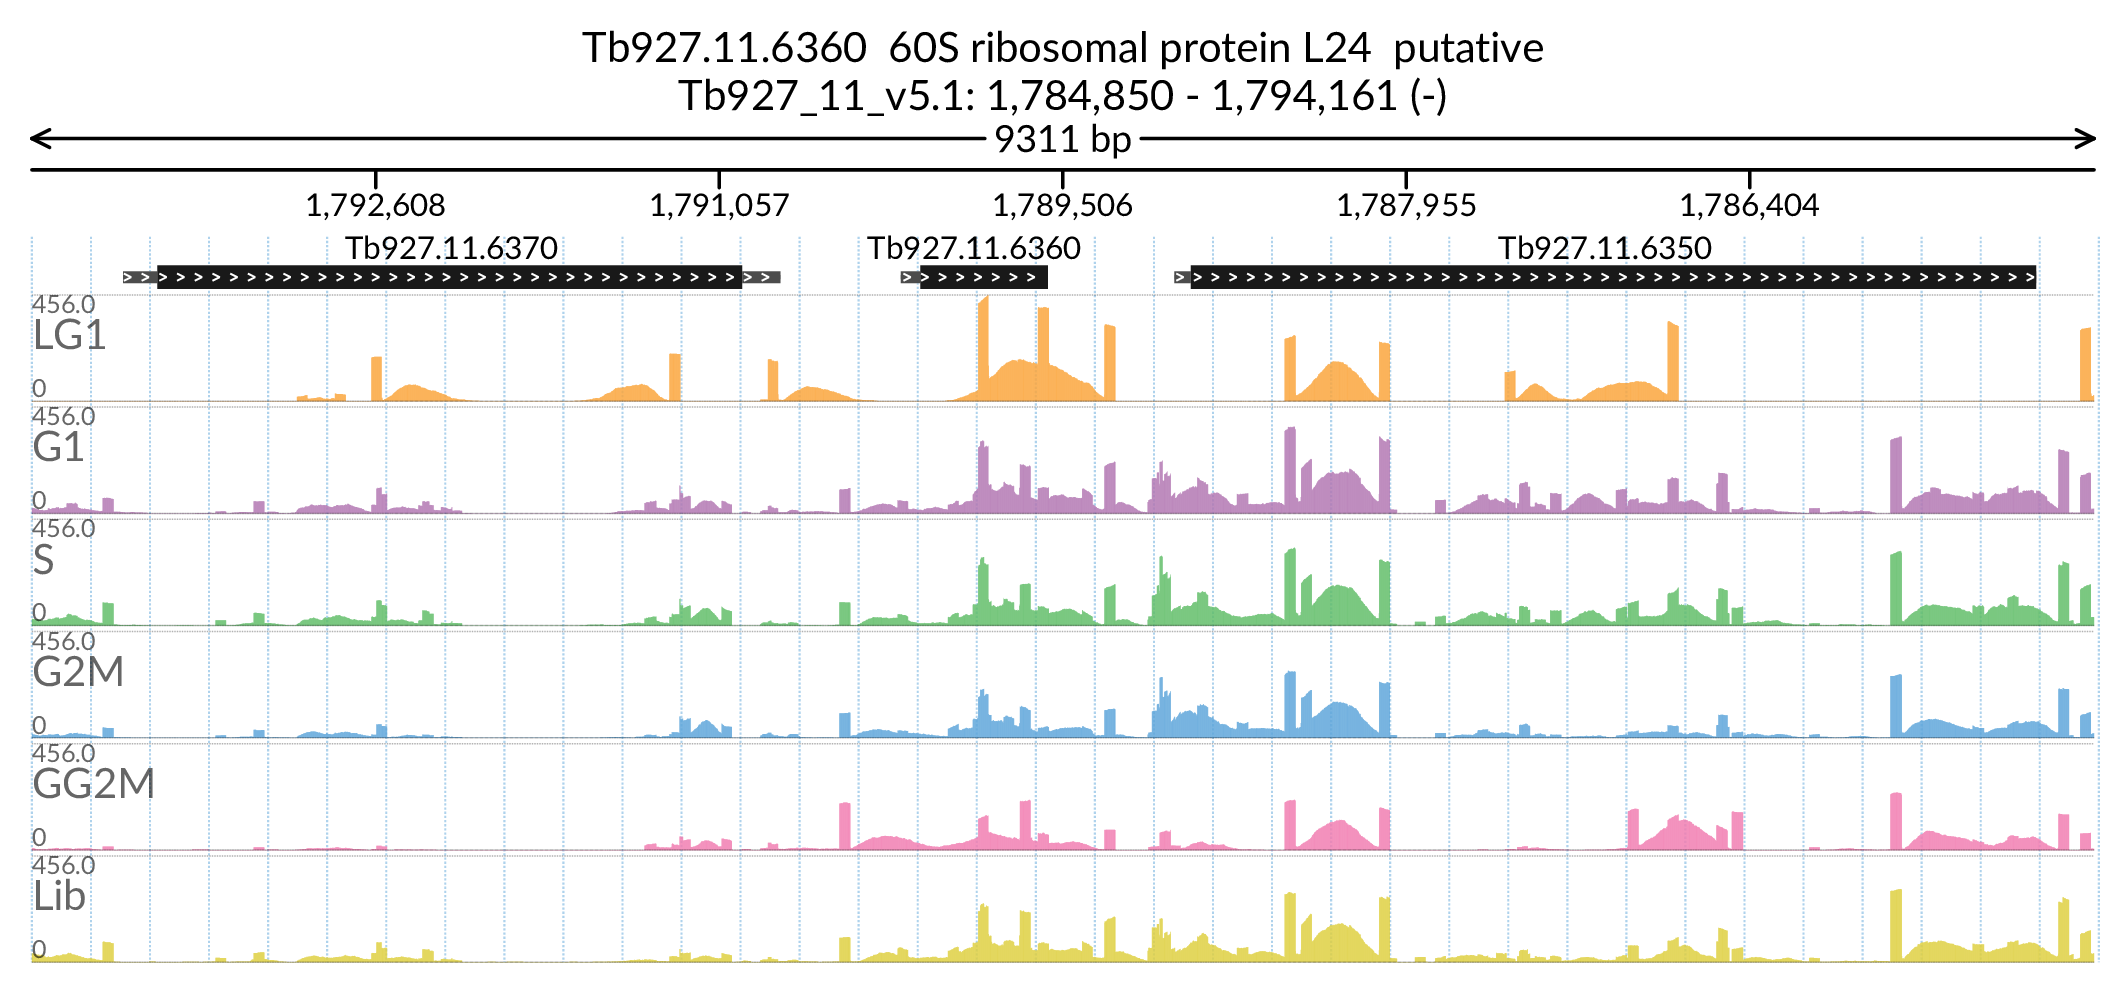 Tb927.11.6360  60S ribosomal protein L24  putative
Tb927_11_v5.1: 1,784,850 - 1,794,161 (-)
9311 bp
1,792,608 1,791,057 1,789,506 1,787,955 1,786,404
Tb927.11.6370 Tb927.11.6360 Tb927.11.6350
456.0
LG1
0
456.0
G1
0
456.0
S
0
456.0
G2M
0
456.0
GG2M
0
456.0
Lib
0